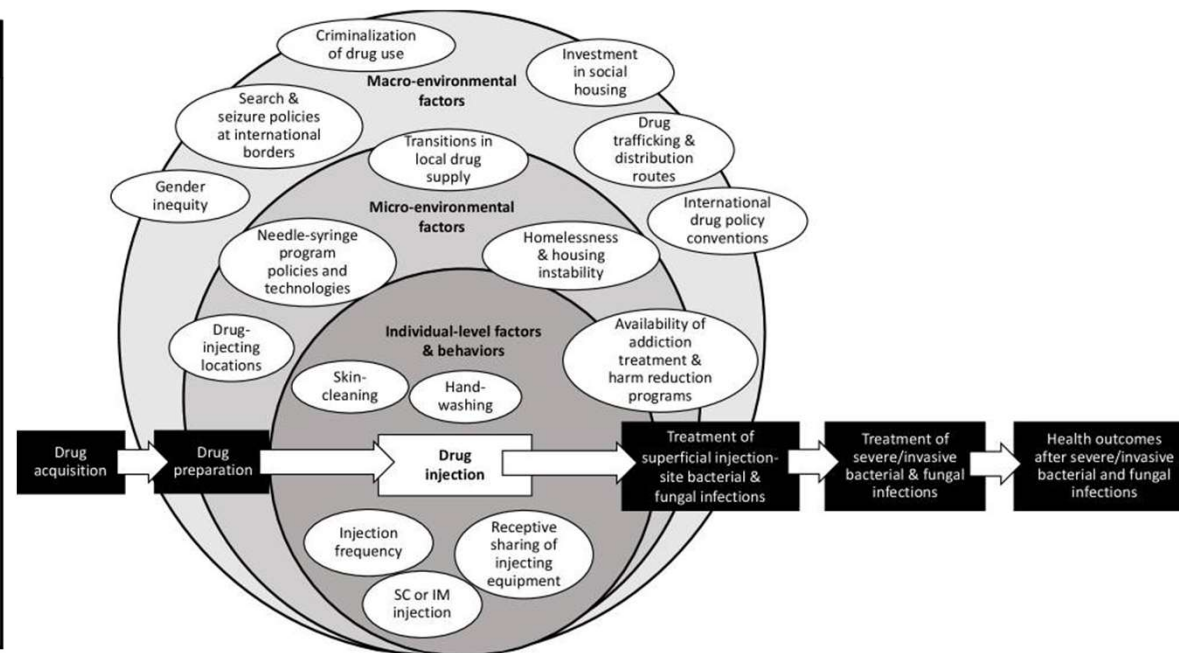 Criminalization
of drug use
Investment
in social
housing
Macro-environmental
factors
Search &
seizure policies
at international
borders
Drug
trafficking &
distribution
routes
Transitions in
local drug
supply
Gender
inequity
International
drug policy
conventions
Micro-environmental
factors
Needle-syringe
program
policies and
technologies
Homelessness
& housing
instability
Drug-
injecting
locations
Individual-level factors
& behaviors
Availability of
addiction
treatment &
harm reduction
programs
Skin-
cleaning
Hand-
washing
Drug
acquisition
Drug
preparation
Drug
injection
Treatment of
superficial injection-
site bacterial &
fungal infections
Treatment of
severe/invasive
bacterial & fungal
infections
Health outcomes
after severe/invasive
bacterial and fungal
infections
Injection
frequency
Receptive
sharing of
injecting
equipment
SC or IM
injection